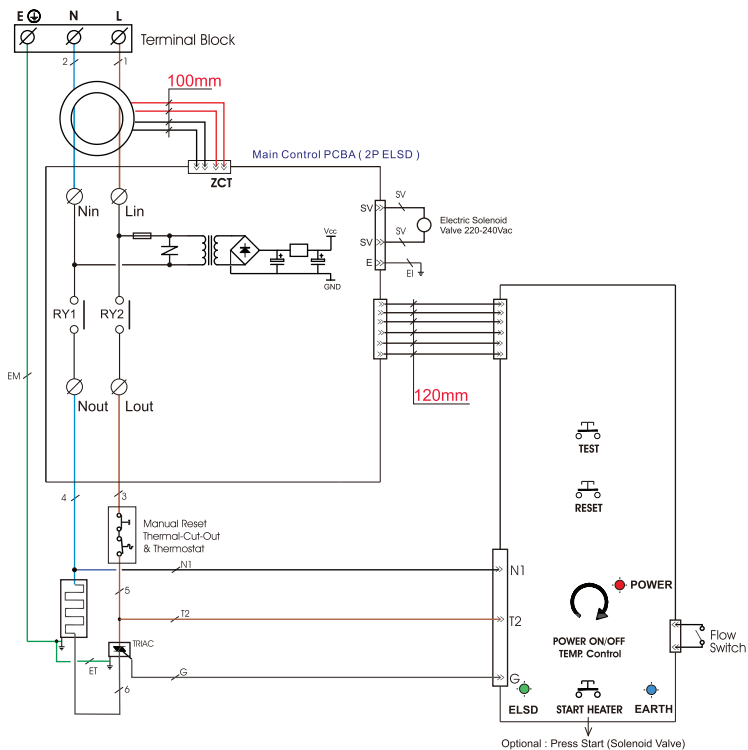 E N L
Terminal Block
2 1
100mm
Main Control PCBA ( 2P ELSD )
ZCT
Nin Lin
SV SV
Electric Solenoid
Valve 220-240Vac
SV SV
E EI
Vcc
GND
RY1 RY2
EM
120mm
Nout Lout
TEST
4 3
RESET
Manual Reset
Thermal-Cut-Out
& Thermostat
N1 N1
5
POWER
T2 T2
POWER ON/OFF
TEMP. Control
Flow
Switch
TRIAC
ET
G G
6
ELSD START HEATER EARTH
Optional : Press Start (Solenoid Valve)